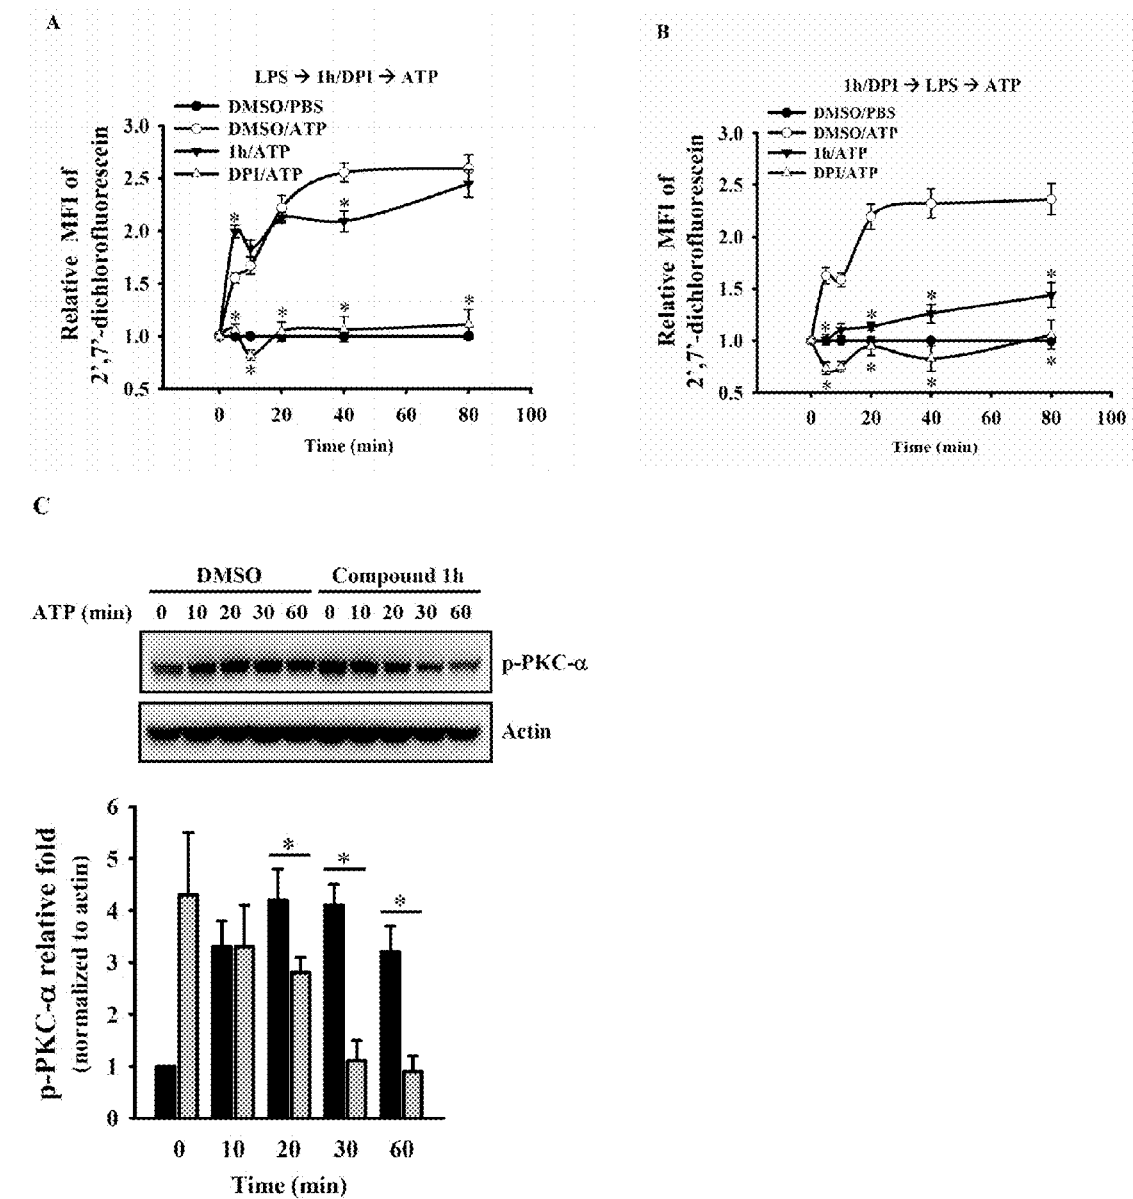 A
LPS → 1h/DPI → ATP
DMSO/PBS
DMSO/ATP
1h/ATP
DPI/ATP
Relative MFI of
2',7'-dichlorofluorescein
3.0
2.5
2.0
1.5
1.0
0.5
* * * * * * *
0 20 40 60 80 100
Time (min)
B
1h/DPI → LPS → ATP
DMSO/PBS
DMSO/ATP
1h/ATP
DPI/ATP
Relative MFI of
2',7'-dichlorofluorescein
3.0
2.5
2.0
1.5
1.0
0.5
* * * * * * * *
0 20 40 60 80 100
Time (min)
C
DMSO Compound 1h
ATP (min) 0 10 20 30 60 0 10 20 30 60
p-PKC-α
Actin
p-PKC-α relative fold
(normalized to actin)
6
5
4
3
2
1
0
* * *
0 10 20 30 60
Time (min)